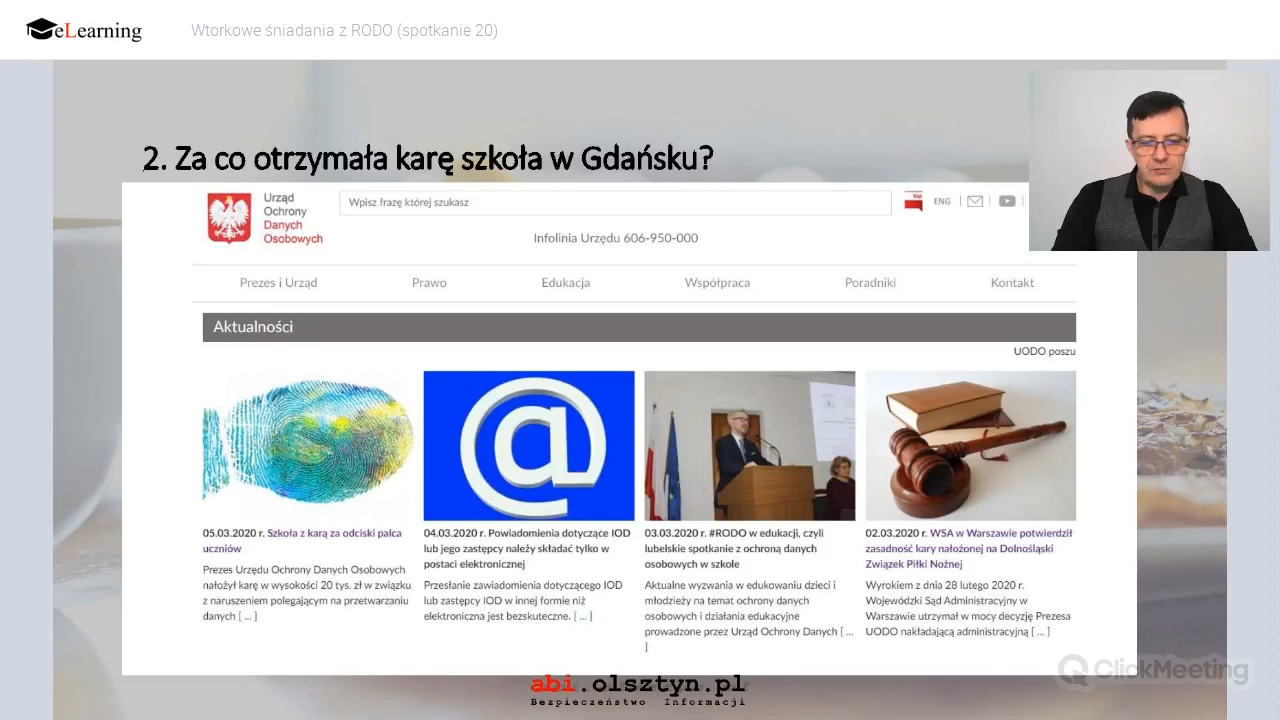 eLearning
Wtorkowe śniadania z RODO (spotkanie 20)
2. Za co otrzymała karę szkoła w Gdańsku?
Urząd
Ochrony
Danych
Osobowych
Wpisz frazę której szukasz
ENG
Infolinia Urzędu 606-950-000
Prezes i Urząd
Prawo
Edukacja
Współpraca
Poradniki
Kontakt
Aktualności
UODO poszu
05.03.2020 r. Szkoła z karą za odciski palca
uczniów
Prezes Urzędu Ochrony Danych Osobowych
nałożył karę w wysokości 20 tys. zł w związku
z naruszeniem polegającym na przetwarzaniu
danych [ ... ]
04.03.2020 r. Powiadomienia dotyczące IOD
lub jego zastępcy należy składać tylko w
postaci elektronicznej
Przesłanie zawiadomienia dotyczącego IOD
lub zastępcy IOD w innej formie niż
elektroniczna jest bezskuteczne. [ ... ]
03.03.2020 r. #RODO w edukacji, czyli
lubelskie spotkanie z ochroną danych
osobowych w szkole
Aktualne wyzwania w edukowaniu dzieci i
młodzieży na temat ochrony danych
osobowych i działania edukacyjne
prowadzone przez Urząd Ochrony Danych [ ...
]
02.03.2020 r. WSA w Warszawie potwierdził
zasadność kary nałożonej na Dolnośląski
Związek Piłki Nożnej
Wyrokiem z dnia 28 lutego 2020 r.
Wojewódzki Sąd Administracyjny w
Warszawie utrzymał w mocy decyzję Prezesa
UODO nakładającą administracyjną [ ... ]
ClickMeeting
abi.olsztyn.pl
Bezpieczeństwo Informacji